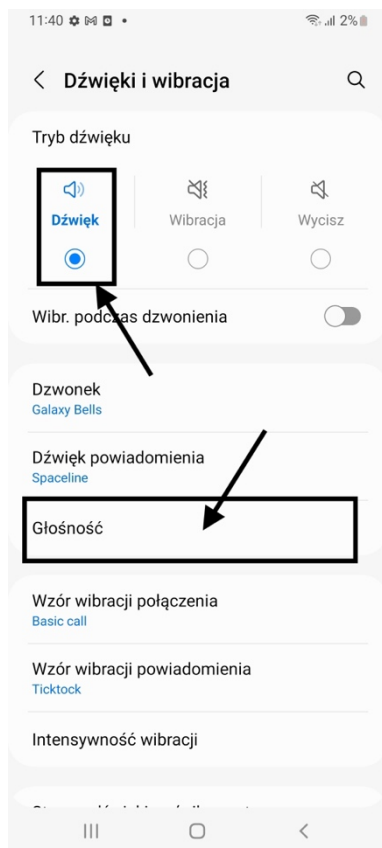 11:40 2%
Dźwięki i wibracja
Tryb dźwięku
Dźwięk Wibracja Wycisz
Wibr. podczas dzwonienia
Dzwonek
Galaxy Bells
Dźwięk powiadomienia
Spaceline
Głośność
Wzór wibracji połączenia
Basic call
Wzór wibracji powiadomienia
Ticktock
Intensywność wibracji